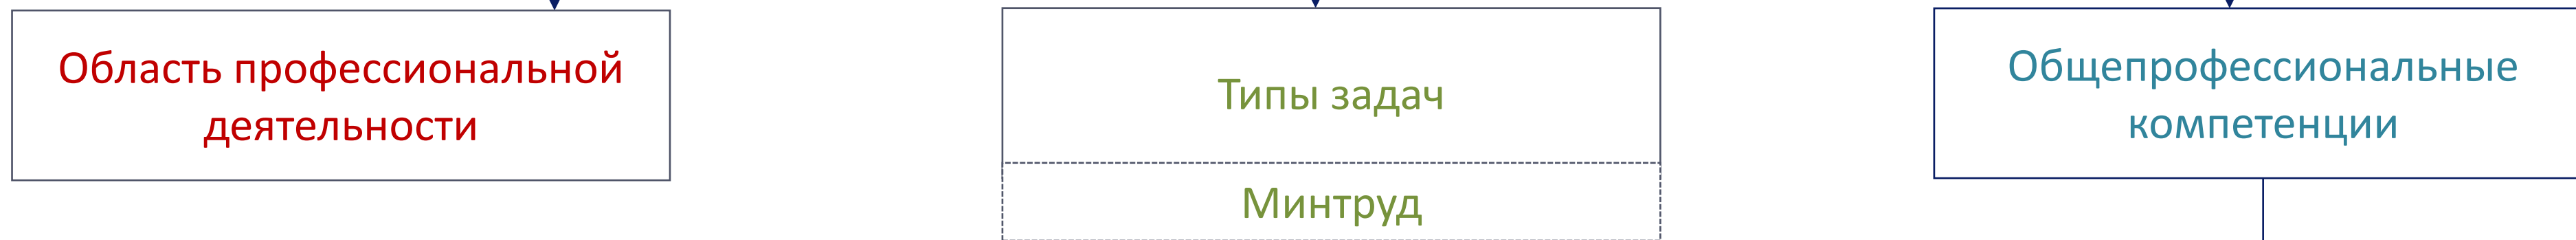 Область профессиональной
деятельности
Типы задач
Минтруд
Общепрофессиональные
компетенции